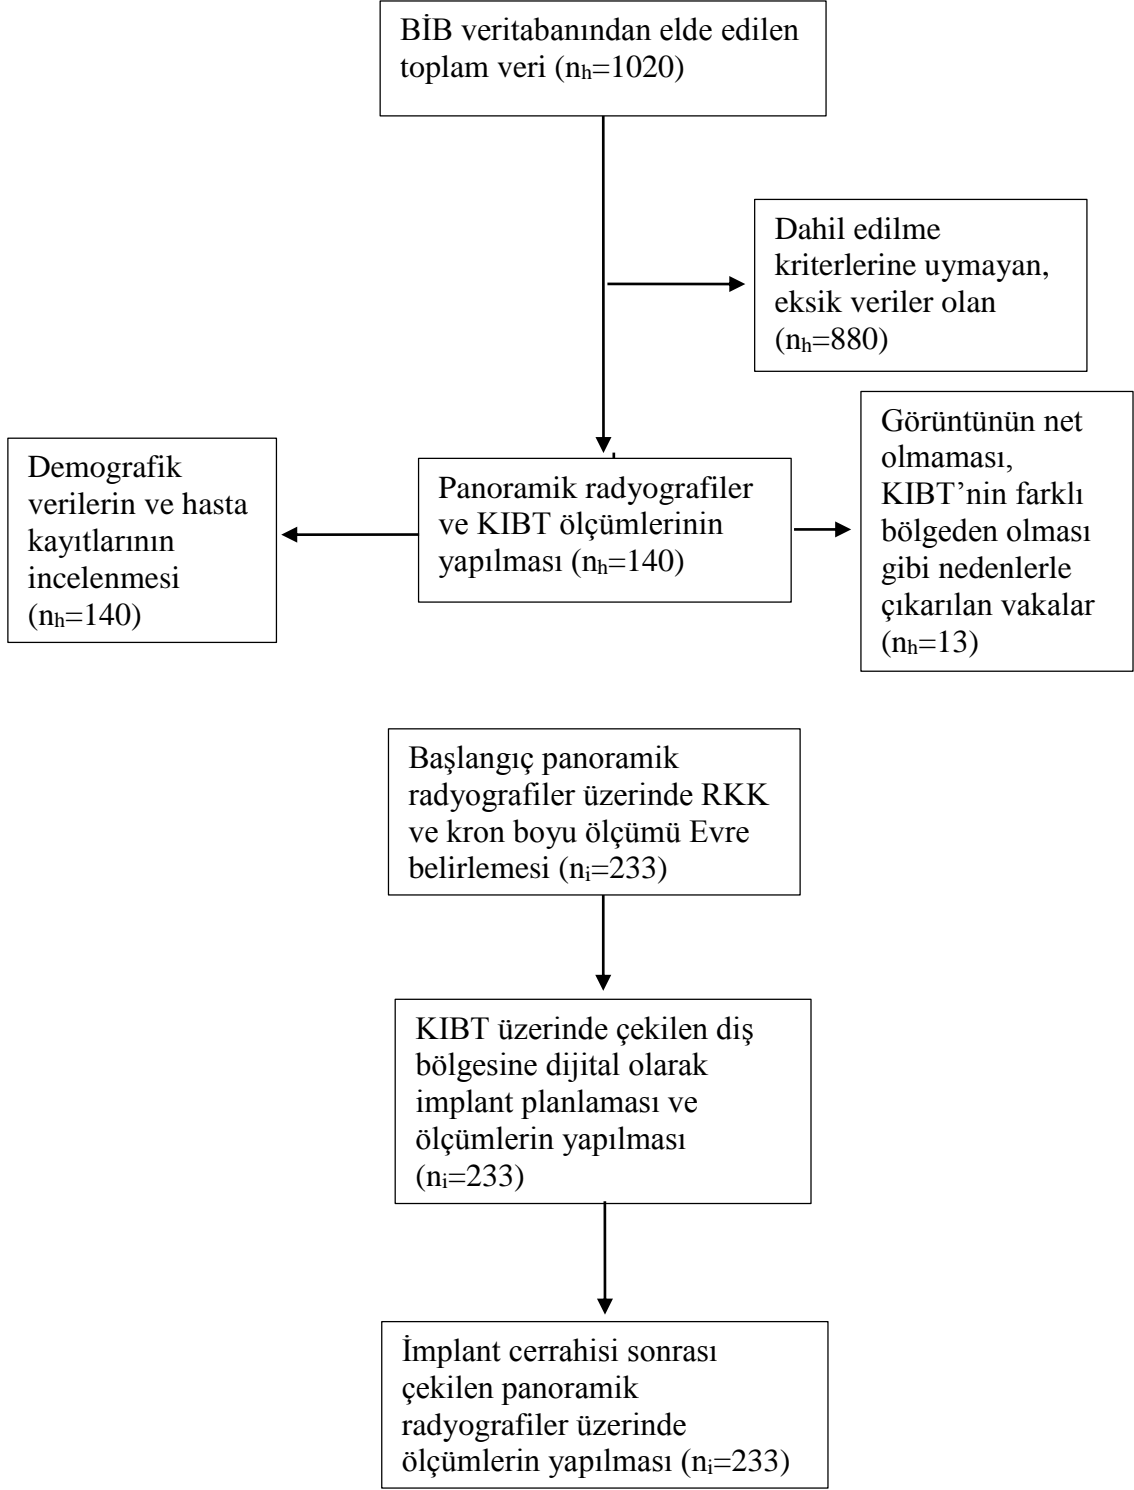 BİB veritabanından elde edilen
toplam veri (nₕ=1020)
Dahil edilme
kriterlerine uymayan,
eksik veriler olan
(nₕ=880)
Görüntünün net
olmaması,
KIBT’nin farklı
bölgeden olması
gibi nedenlerle
çıkarılan vakalar
(nₕ=13)
Demografik
verilerin ve hasta
kayıtlarının
incelenmesi
(nₕ=140)
Panoramik radyografiler
ve KIBT ölçümlerinin
yapılması (nₕ=140)
Başlangıç panoramik
radyografiler üzerinde RKK
ve kron boyu ölçümü Evre
belirlemesi (nᵢ=233)
KIBT üzerinde çekilen diş
bölgesine dijital olarak
implant planlaması ve
ölçümlerin yapılması
(nᵢ=233)
İmplant cerrahisi sonrası
çekilen panoramik
radyografiler üzerinde
ölçümlerin yapılması (nᵢ=233)